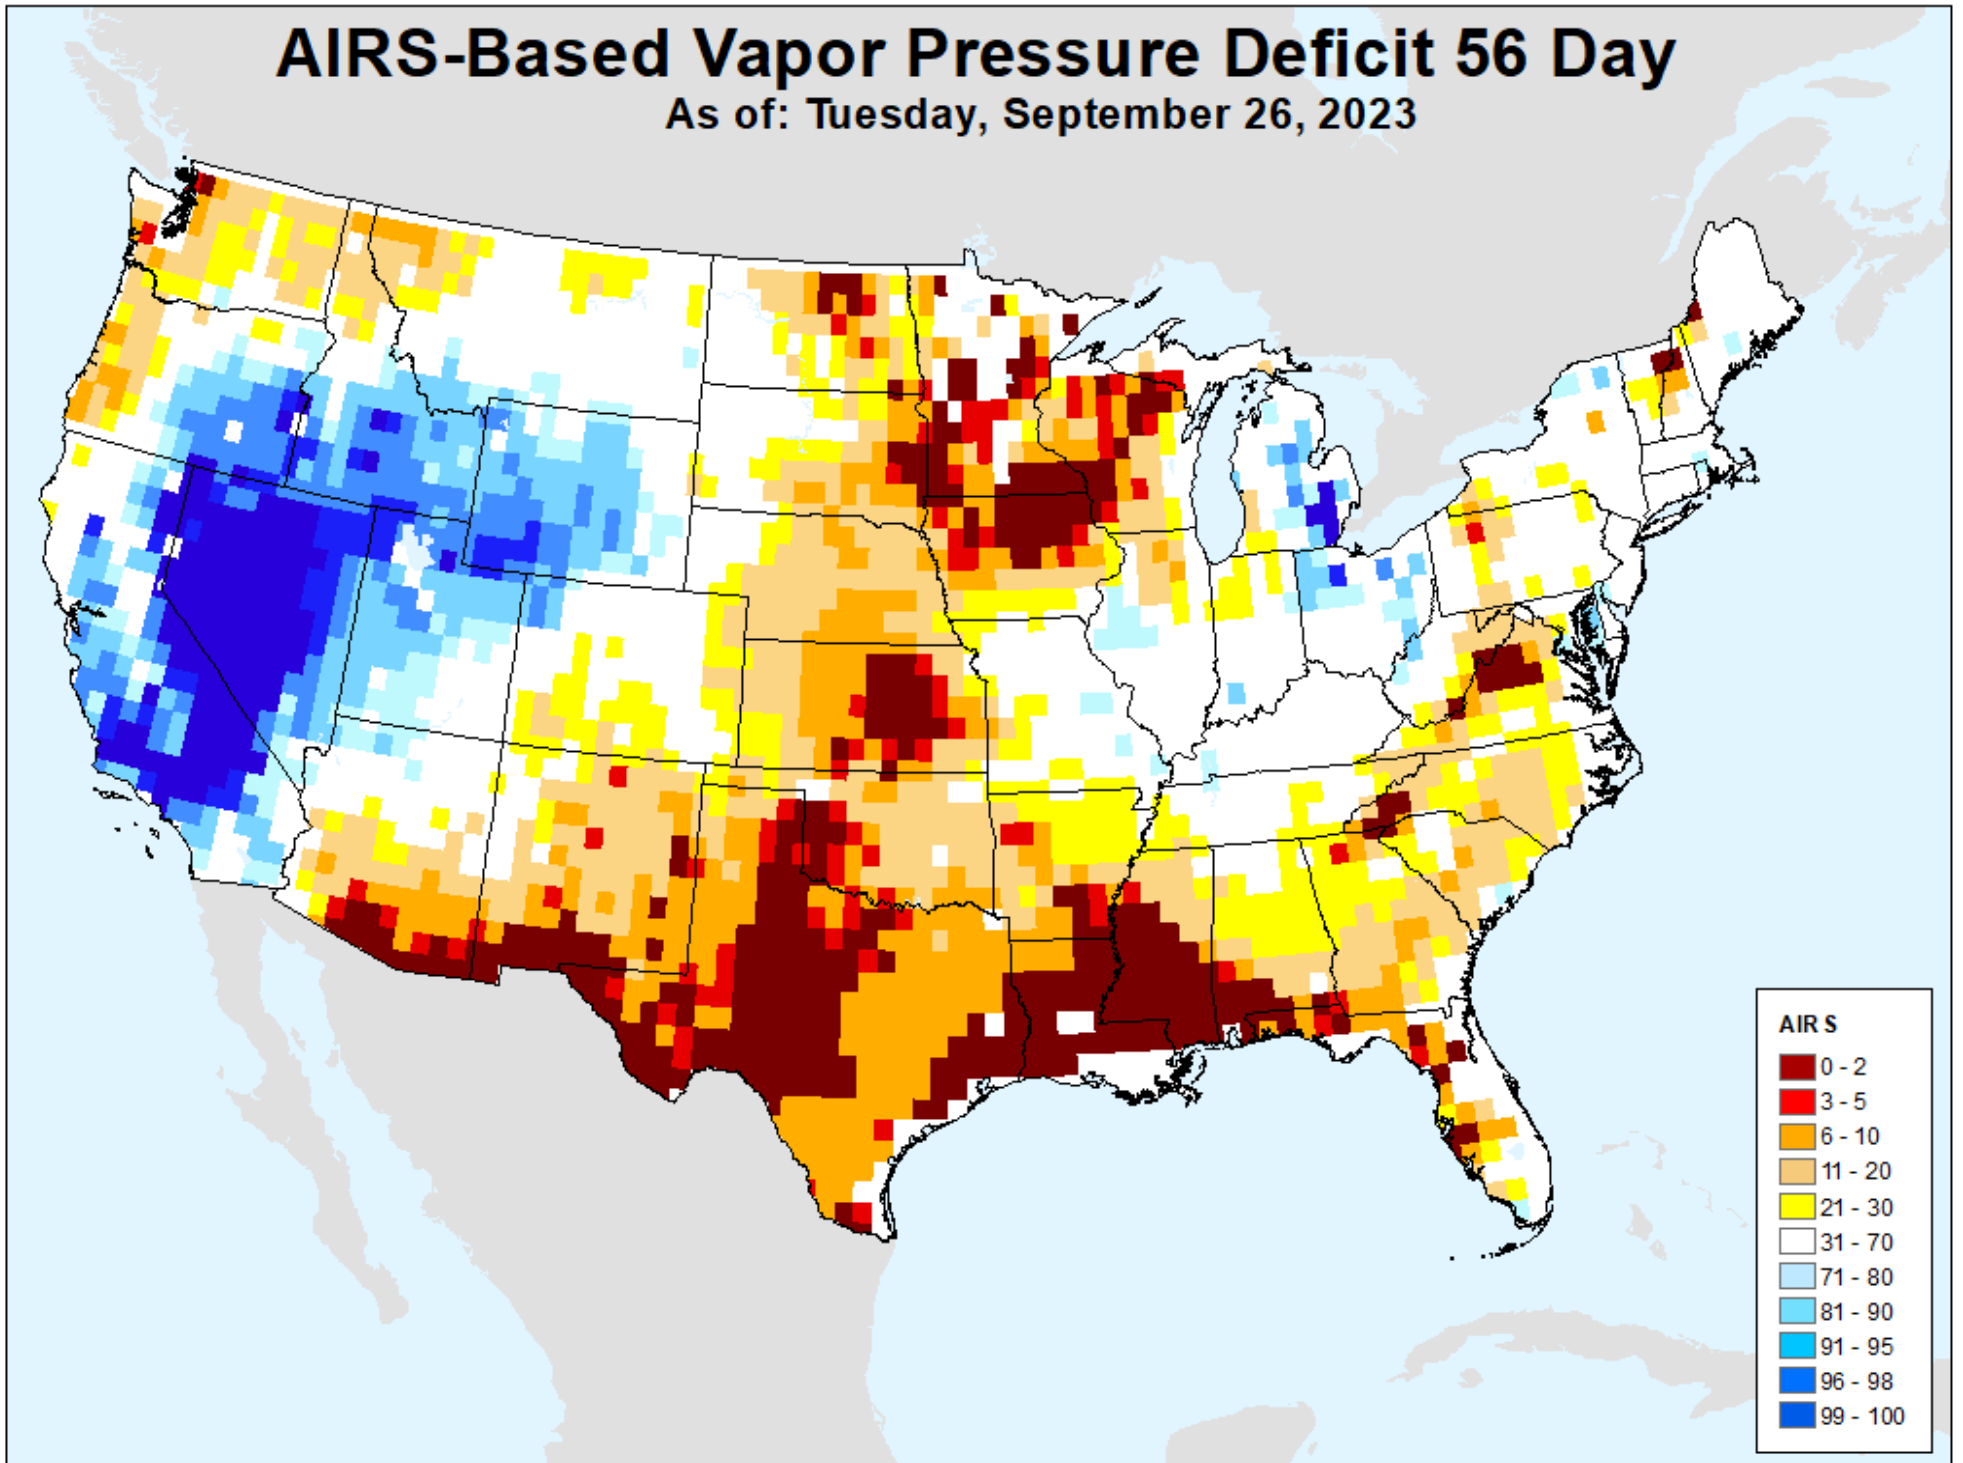 AIRS-Based Vapor Pressure Deficit 56 Day
As of: Tuesday, September 26, 2023
AIRS
0 - 2
3 - 5
6 - 10
11 - 20
21 - 30
31 - 70
71 - 80
81 - 90
91 - 95
96 - 98
99 - 100